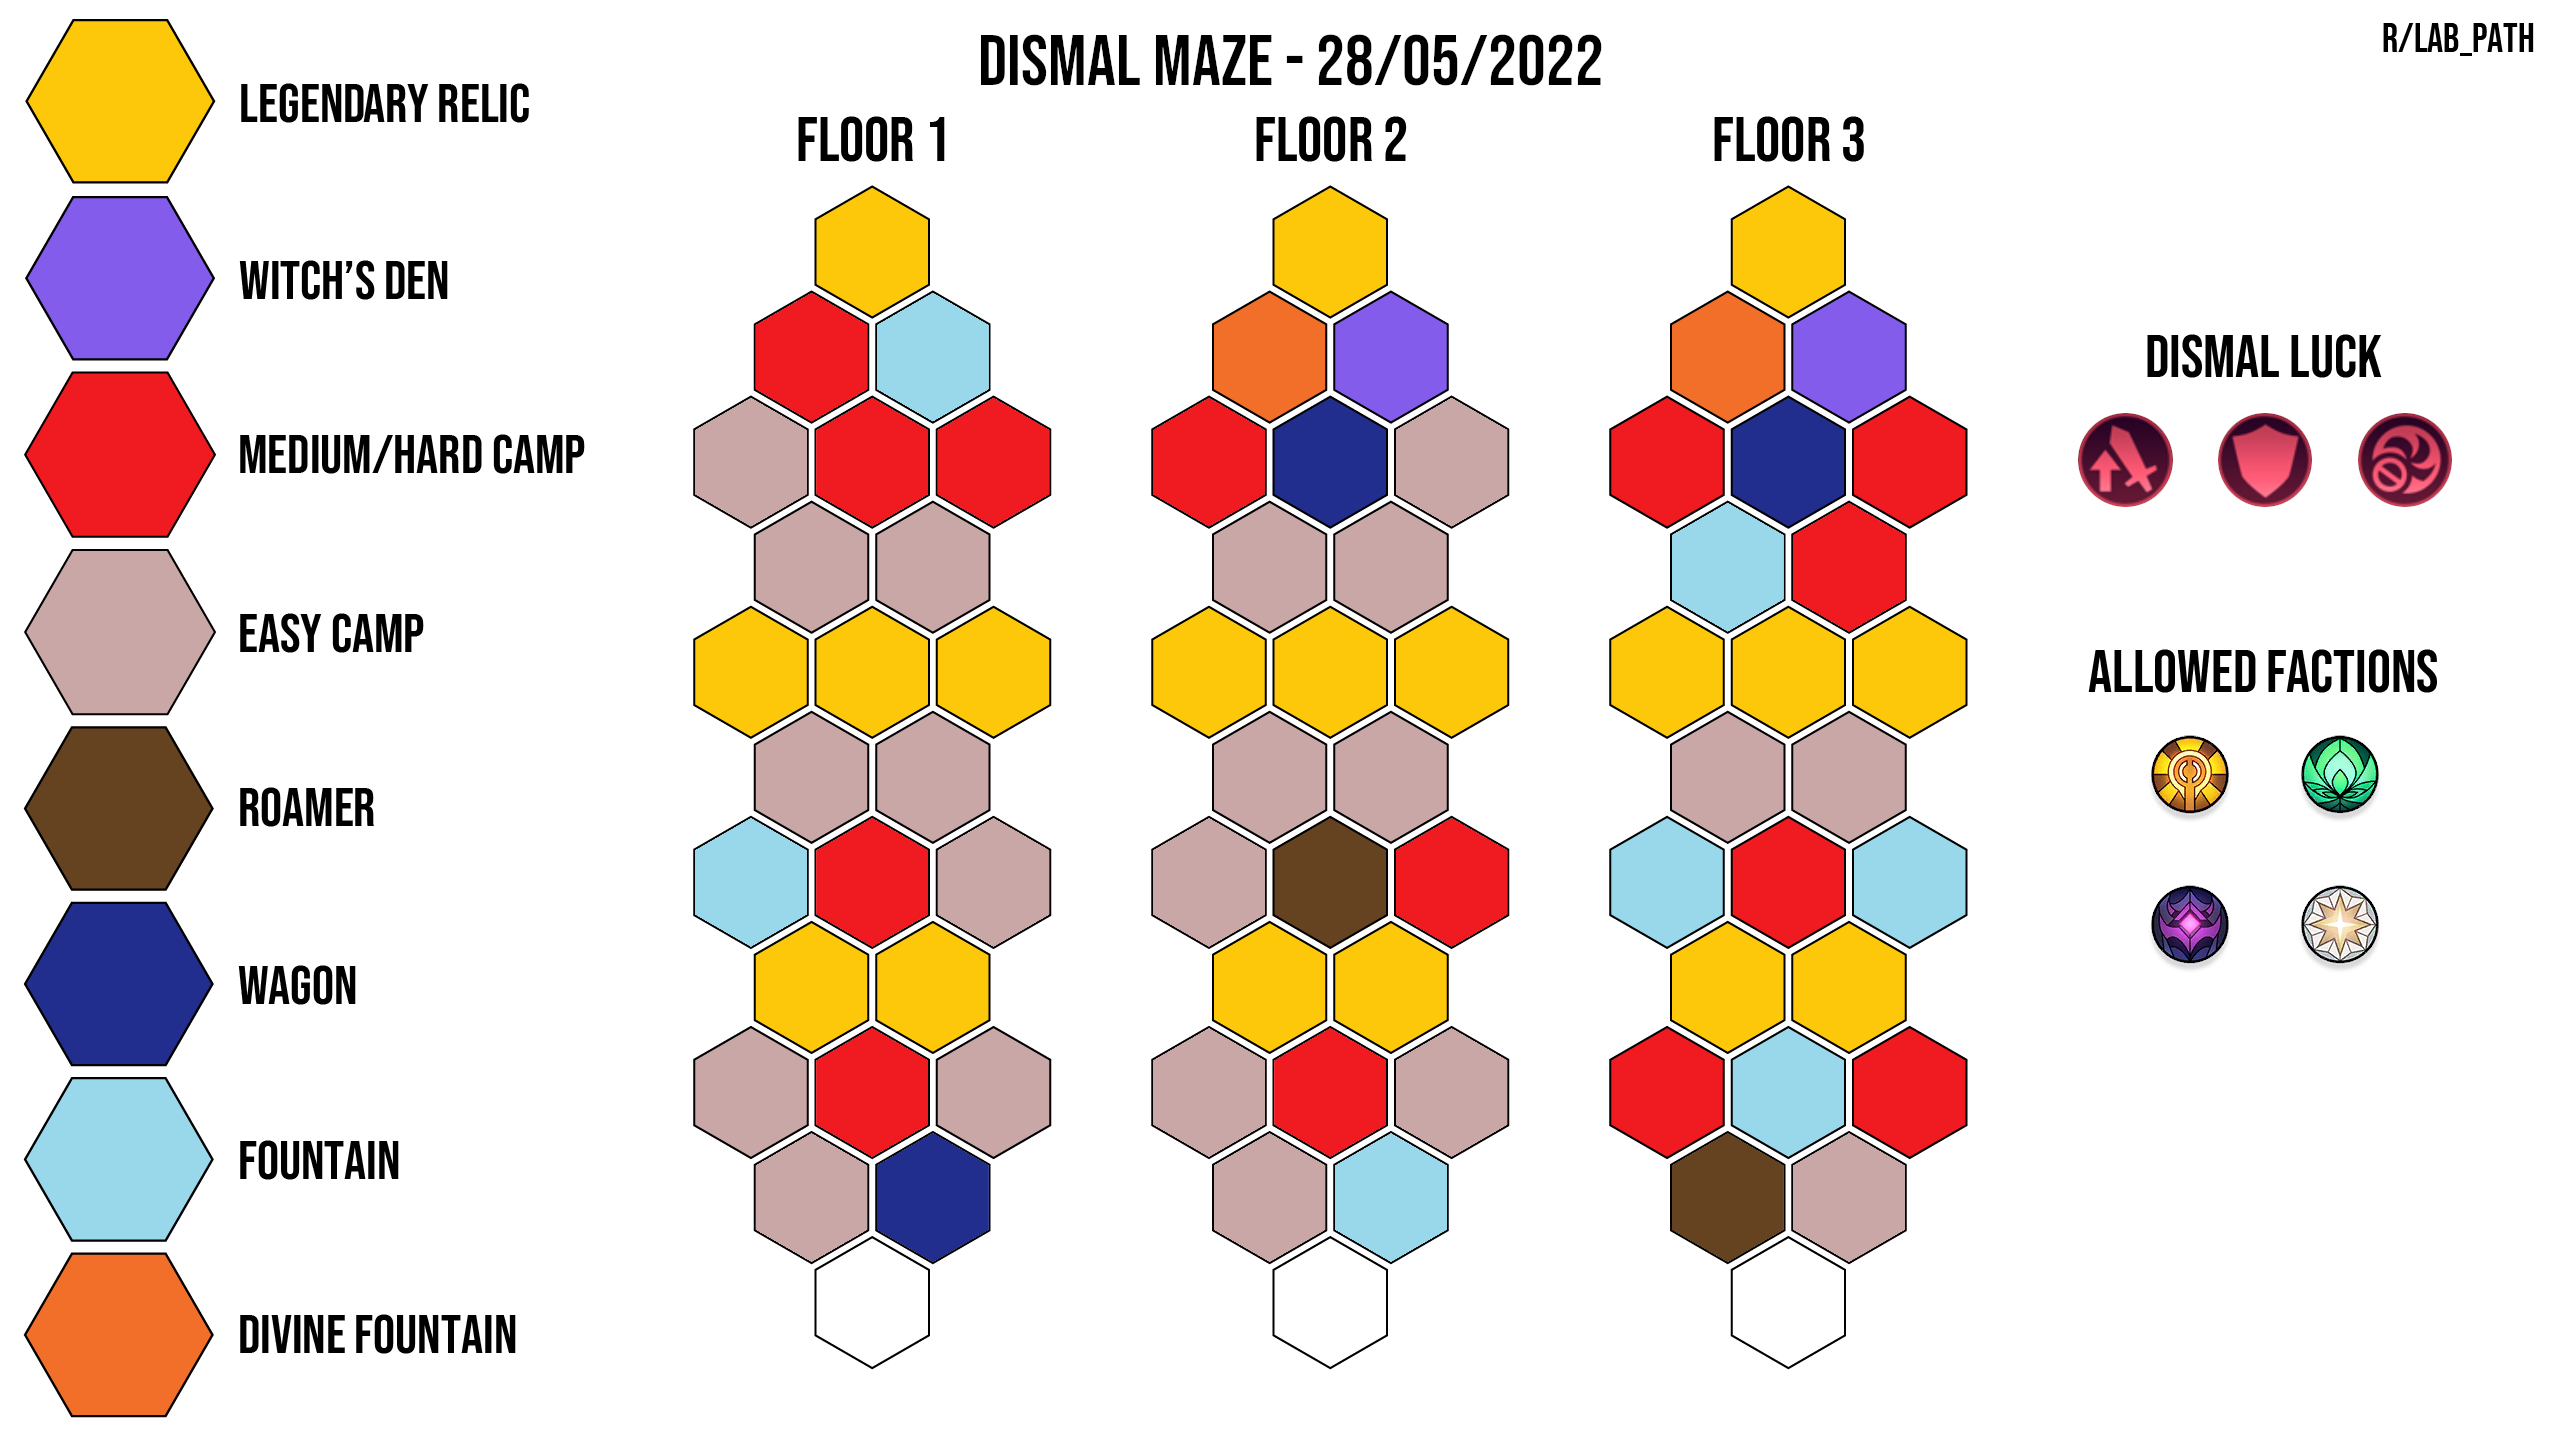 DISMAL MAZE - 28/05/2022
R/LAB_PATH
FLOOR 1
FLOOR 2
FLOOR 3
LEGENDARY RELIC
WITCH'S DEN
MEDIUM/HARD CAMP
EASY CAMP
ROAMER
WAGON
FOUNTAIN
DIVINE FOUNTAIN
DISMAL LUCK
ALLOWED FACTIONS